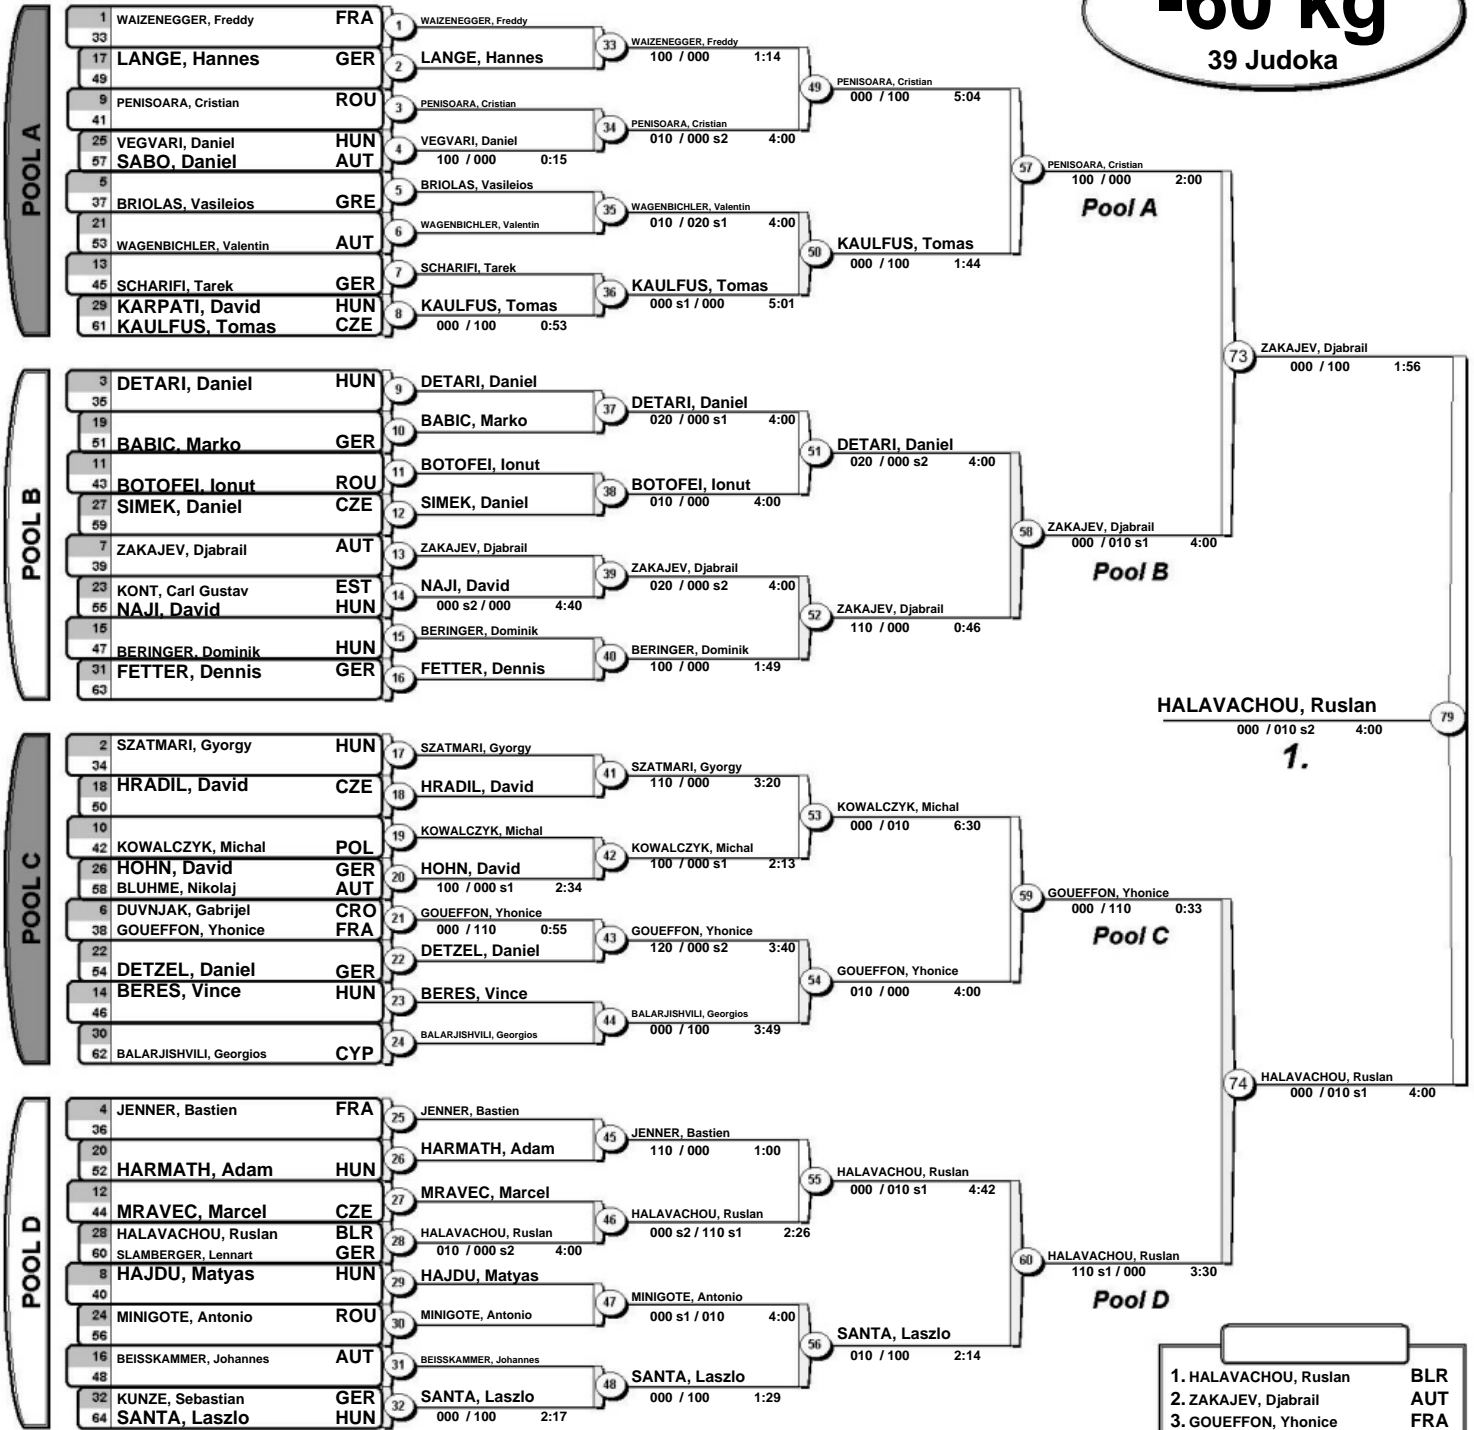 -60 kg
39 Judoka
POOL A
1 WAIZENEGGER, Freddy FRA
33
17 LANGE, Hannes GER
49
9 PENISOARA, Cristian ROU
41
25 VEGVARI, Daniel HUN
57 SABO, Daniel AUT
5
37 BRIOLAS, Vasileios GRE
21
53 WAGENBICHLER, Valentin AUT
13
45 SCHARIFI, Tarek GER
29 KARPATI, David HUN
61 KAULFUS, Tomas CZE
1 WAIZENEGGER, Freddy
2 LANGE, Hannes
3 PENISOARA, Cristian
4 VEGVARI, Daniel
100 / 000 0:15
5 BRIOLAS, Vasileios
6 WAGENBICHLER, Valentin
7 SCHARIFI, Tarek
8 KAULFUS, Tomas
000 / 100 0:53
33 WAIZENEGGER, Freddy
100 / 000 1:14
34 PENISOARA, Cristian
010 / 000 s2 4:00
35 WAGENBICHLER, Valentin
010 / 020 s1 4:00
36 KAULFUS, Tomas
000 s1 / 000 5:01
49 PENISOARA, Cristian
000 / 100 5:04
50 KAULFUS, Tomas
000 / 100 1:44
57 PENISOARA, Cristian
100 / 000 2:00
Pool A
POOL B
3 DETARI, Daniel HUN
35
19
51 BABIC, Marko GER
11
43 BOTOFEI, Ionut ROU
27 SIMEK, Daniel CZE
59
7 ZAKAJEV, Djabrail AUT
39
23 KONT, Carl Gustav EST
55 NAJI, David HUN
15
47 BERINGER, Dominik HUN
31 FETTER, Dennis GER
63
9 DETARI, Daniel
10 BABIC, Marko
11 BOTOFEI, Ionut
12 SIMEK, Daniel
13 ZAKAJEV, Djabrail
14 NAJI, David
000 s2 / 000 4:40
15 BERINGER, Dominik
16 FETTER, Dennis
37 DETARI, Daniel
020 / 000 s1 4:00
38 BOTOFEI, Ionut
010 / 000 4:00
39 ZAKAJEV, Djabrail
020 / 000 s2 4:00
40 BERINGER, Dominik
100 / 000 1:49
51 DETARI, Daniel
020 / 000 s2 4:00
52 ZAKAJEV, Djabrail
110 / 000 0:46
58 ZAKAJEV, Djabrail
000 / 010 s1 4:00
Pool B
73 ZAKAJEV, Djabrail
000 / 100 1:56
HALAVACHOU, Ruslan 79
000 / 010 s2 4:00
1.
POOL C
2 SZATMARI, Gyorgy HUN
34
18 HRADIL, David CZE
50
10
42 KOWALCZYK, Michal POL
26 HOHN, David GER
58 BLUHME, Nikolaj AUT
6 DUVNJAK, Gabrijel CRO
38 GOUEFFON, Yhonice FRA
22
54 DETZEL, Daniel GER
14 BERES, Vince HUN
46
30
62 BALARJISHVILI, Georgios CYP
17 SZATMARI, Gyorgy
18 HRADIL, David
19 KOWALCZYK, Michal
20 HOHN, David
100 / 000 s1 2:34
21 GOUEFFON, Yhonice
000 / 110 0:55
22 DETZEL, Daniel
23 BERES, Vince
24 BALARJISHVILI, Georgios
41 SZATMARI, Gyorgy
110 / 000 3:20
42 KOWALCZYK, Michal
100 / 000 s1 2:13
43 GOUEFFON, Yhonice
120 / 000 s2 3:40
44 BALARJISHVILI, Georgios
000 / 100 3:49
53 KOWALCZYK, Michal
000 / 010 6:30
54 GOUEFFON, Yhonice
010 / 000 4:00
59 GOUEFFON, Yhonice
000 / 110 0:33
Pool C
POOL D
4 JENNER, Bastien FRA
36
20
52 HARMATH, Adam HUN
12
44 MRAVEC, Marcel CZE
28 HALAVACHOU, Ruslan BLR
60 SLAMBERGER, Lennart GER
8 HAJDU, Matyas HUN
40
24 MINIGOTE, Antonio ROU
56
16 BEISSKAMMER, Johannes AUT
48
32 KUNZE, Sebastian GER
64 SANTA, Laszlo HUN
25 JENNER, Bastien
26 HARMATH, Adam
27 MRAVEC, Marcel
28 HALAVACHOU, Ruslan
010 / 000 s2 4:00
29 HAJDU, Matyas
30 MINIGOTE, Antonio
31 BEISSKAMMER, Johannes
32 SANTA, Laszlo
000 / 100 2:17
45 JENNER, Bastien
110 / 000 1:00
46 HALAVACHOU, Ruslan
000 s2 / 110 s1 2:26
47 MINIGOTE, Antonio
000 s1 / 010 4:00
48 SANTA, Laszlo
000 / 100 1:29
55 HALAVACHOU, Ruslan
000 / 010 s1 4:42
56 SANTA, Laszlo
010 / 100 2:14
60 HALAVACHOU, Ruslan
110 s1 / 000 3:30
Pool D
74 HALAVACHOU, Ruslan
000 / 010 s1 4:00
1. HALAVACHOU, Ruslan BLR
2. ZAKAJEV, Djabrail AUT
3. GOUEFFON, Yhonice FRA